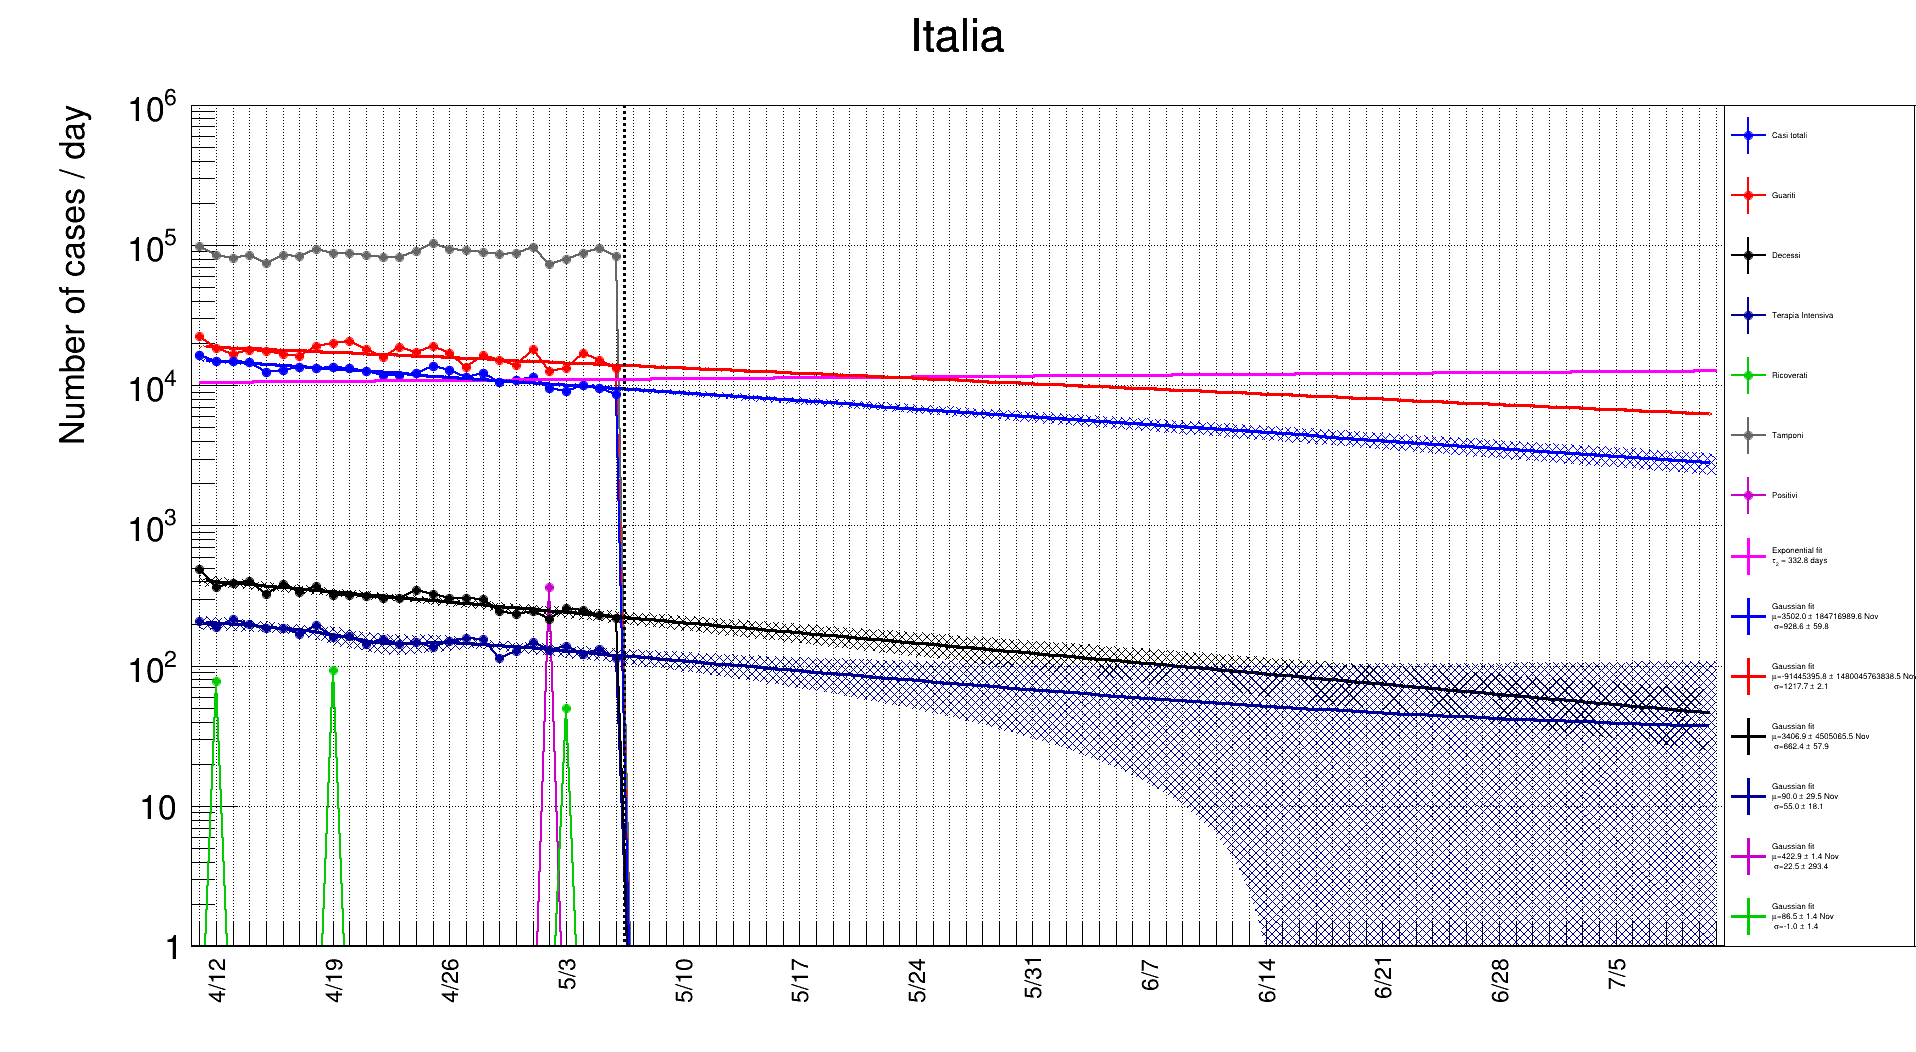 Italia
Number of cases / day
10^6
10^5
10^4
10^3
10^2
10
1
4/12
4/19
4/26
5/3
5/10
5/17
5/24
5/31
6/7
6/14
6/21
6/28
7/5
Casi totali
Guariti
Decessi
Terapia Intensiva
Ricoverati
Tamponi
Positivi
Exponential fit
τ₂ = 332.8 days
Gaussian fit
μ=3502.0 ± 184716989.6 Nov
σ=928.6 ± 59.8
Gaussian fit
μ=-91445395.8 ± 1480045763838.5 Nov
σ=1217.7 ± 2.1
Gaussian fit
μ=3406.9 ± 4505065.5 Nov
σ=662.4 ± 57.9
Gaussian fit
μ=90.0 ± 29.5 Nov
σ=55.0 ± 18.1
Gaussian fit
μ=422.9 ± 1.4 Nov
σ=22.5 ± 293.4
Gaussian fit
μ=86.5 ± 1.4 Nov
σ=-1.0 ± 1.4